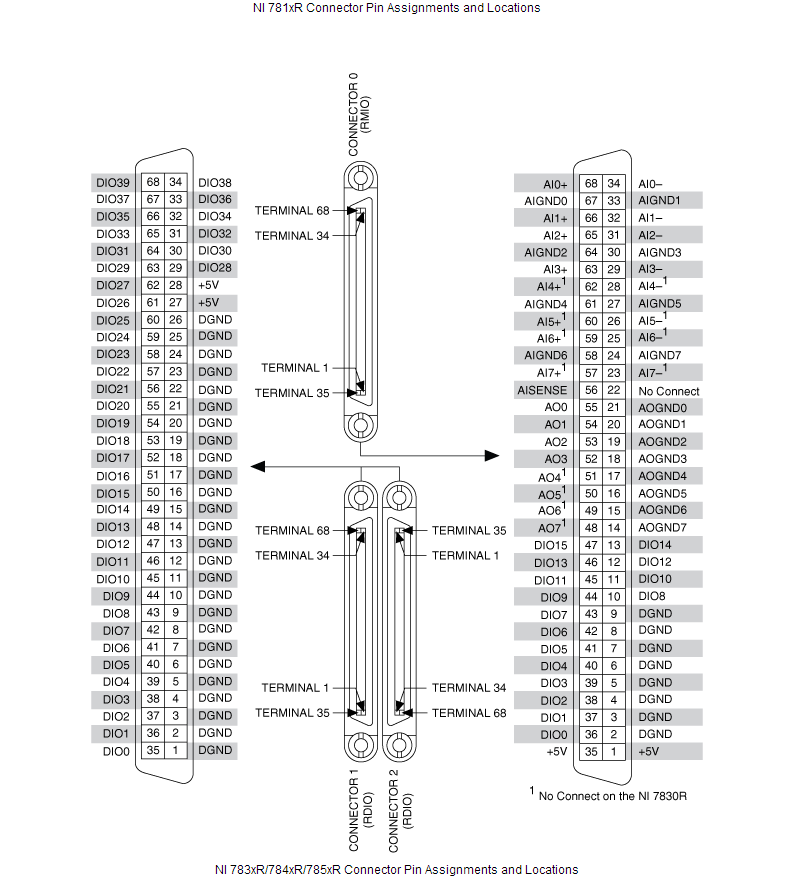 NI 781xR Connector Pin Assignments and Locations
CONNECTOR 0
(RMIO)
DIO39 68 34 DIO38
DIO37 67 33 DIO36
DIO35 66 32 DIO34
DIO33 65 31 DIO32
DIO31 64 30 DIO30
DIO29 63 29 DIO28
DIO27 62 28 +5V
DIO26 61 27 +5V
DIO25 60 26 DGND
DIO24 59 25 DGND
DIO23 58 24 DGND
DIO22 57 23 DGND
DIO21 56 22 DGND
DIO20 55 21 DGND
DIO19 54 20 DGND
DIO18 53 19 DGND
DIO17 52 18 DGND
DIO16 51 17 DGND
DIO15 50 16 DGND
DIO14 49 15 DGND
DIO13 48 14 DGND
DIO12 47 13 DGND
DIO11 46 12 DGND
DIO10 45 11 DGND
DIO9 44 10 DGND
DIO8 43 9 DGND
DIO7 42 8 DGND
DIO6 41 7 DGND
DIO5 40 6 DGND
DIO4 39 5 DGND
DIO3 38 4 DGND
DIO2 37 3 DGND
DIO1 36 2 DGND
DIO0 35 1 DGND
TERMINAL 68
TERMINAL 34
TERMINAL 1
TERMINAL 35
TERMINAL 68
TERMINAL 34
TERMINAL 1
TERMINAL 35
TERMINAL 35
TERMINAL 1
TERMINAL 34
TERMINAL 68
CONNECTOR 1
(RDIO)
CONNECTOR 2
(RDIO)
AI0+ 68 34 AI0–
AIGND0 67 33 AIGND1
AI1+ 66 32 AI1–
AI2+ 65 31 AI2–
AIGND2 64 30 AIGND3
AI3+ 63 29 AI3–
AI4+1 62 28 AI4–1
AIGND4 61 27 AIGND5
AI5+1 60 26 AI5–1
AI6+1 59 25 AI6–1
AIGND6 58 24 AIGND7
AI7+1 57 23 AI7–1
AISENSE 56 22 No Connect
AO0 55 21 AOGND0
AO1 54 20 AOGND1
AO2 53 19 AOGND2
AO3 52 18 AOGND3
AO41 51 17 AOGND4
AO51 50 16 AOGND5
AO61 49 15 AOGND6
AO71 48 14 AOGND7
DIO15 47 13 DIO14
DIO13 46 12 DIO12
DIO11 45 11 DIO10
DIO9 44 10 DIO8
DIO7 43 9 DGND
DIO6 42 8 DGND
DIO5 41 7 DGND
DIO4 40 6 DGND
DIO3 39 5 DGND
DIO2 38 4 DGND
DIO1 37 3 DGND
DIO0 36 2 DGND
+5V 35 1 +5V
1 No Connect on the NI 7830R
NI 783xR/784xR/785xR Connector Pin Assignments and Locations